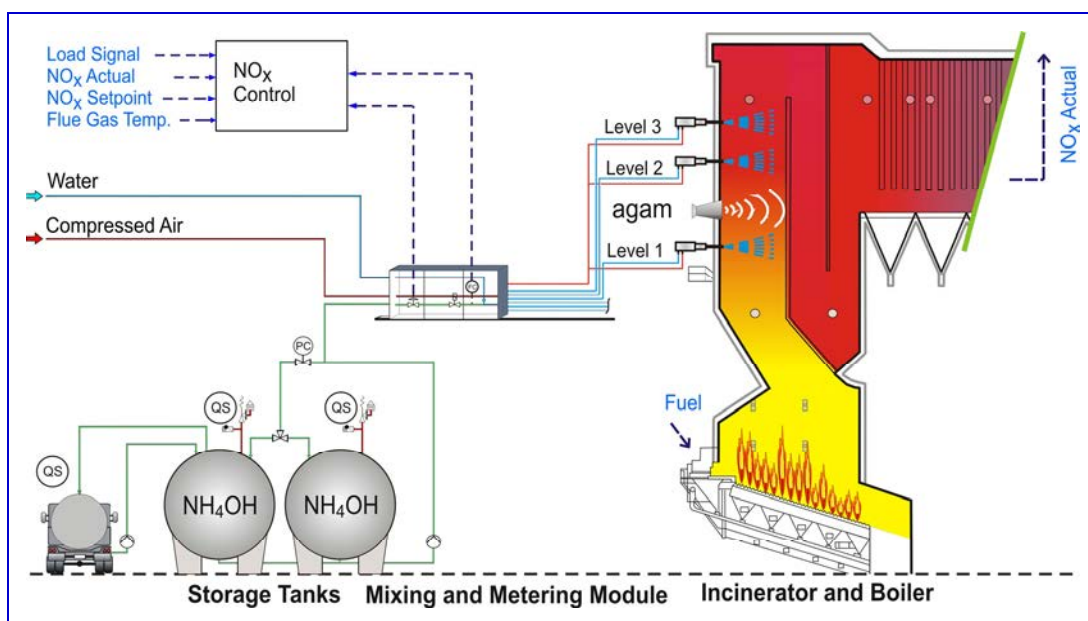 Load Signal
NOx Actual
NOx Setpoint
Flue Gas Temp.
NOx
Control
Water
Compressed Air
Level 3
Level 2
agam
Level 1
NOx Actual
FC
PC
QS
QS
QS
NH4OH
NH4OH
Fuel
Storage Tanks
Mixing and Metering Module
Incinerator and Boiler